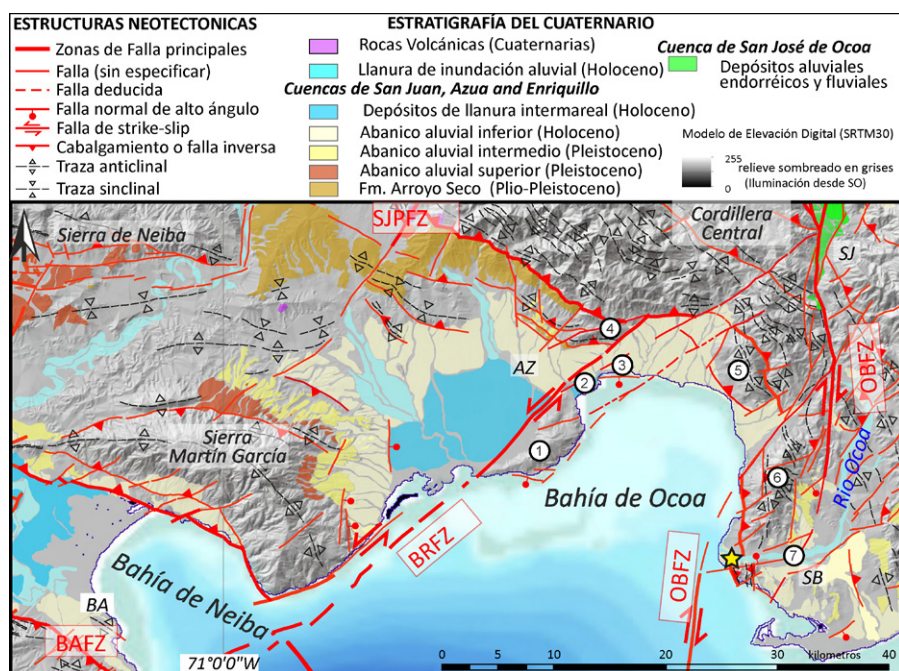 ESTRUCTURAS NEOTECTONICAS
Zonas de Falla principales
Falla (sin especificar)
Falla deducida
Falla normal de alto ángulo
Falla de strike-slip
Cabalgamiento o falla inversa
Traza anticlinal
Traza sinclinal
ESTRATIGRAFÍA DEL CUATERNARIO
Rocas Volcánicas (Cuaternarias)
Llanura de inundación aluvial (Holoceno)
Cuencas de San Juan, Azua and Enriquillo
Depósitos de llanura intermareal (Holoceno)
Abanico aluvial inferior (Holoceno)
Abanico aluvial intermedio (Pleistoceno)
Abanico aluvial superior (Pleistoceno)
Fm. Arroyo Seco (Plio-Pleistoceno)
Cuenca de San José de Ocoa
Depósitos aluviales
endorréicos y fluviales
Modelo de Elevación Digital (SRTM30)
255
0
relieve sombreado en grises
(Iluminación desde SO)
Sierra de Neiba
SJPFZ
Cordillera
Central
SJ
4
AZ
3
2
5
OBFZ
Sierra
Martín García
1
6
Río Ocoa
Bahía de Ocoa
BRFZ
7
SB
OBFZ
Bahía de Neiba
BA
BAFZ
71°0'0"W
0
10
20
30
kilometros
40